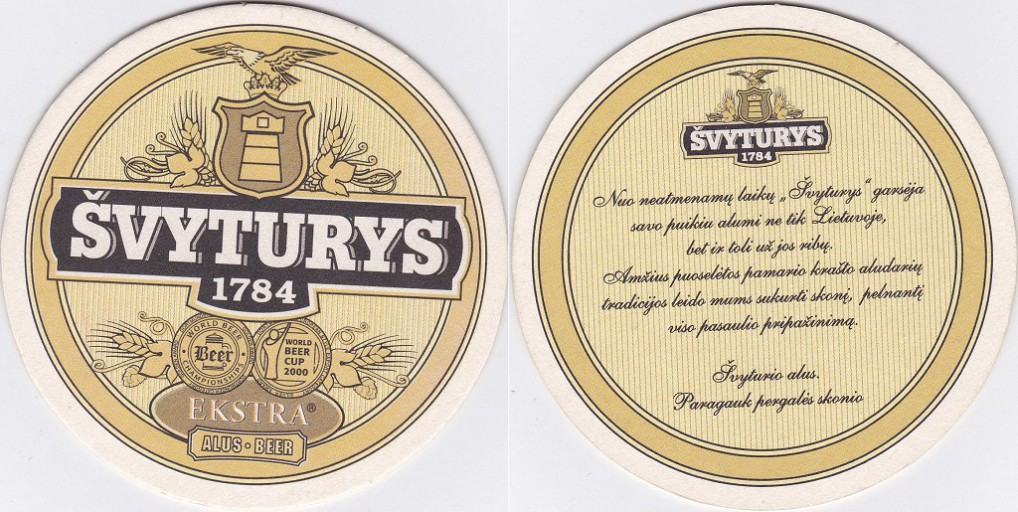 ŠVYTURYS
1784
WORLD BEER
Beer
CHAMPIONSHIPS
WORLD
BEER
CUP
2000
EKSTRA®
ALUS • BEER
ŠVYTURYS
1784
Nuo neatmenamų laikų „Švyturys“ garsėja
savo puikiu alumi ne tik Lietuvoje,
bet ir toli už jos ribų.
Amžius puoselėtos pamario krašto aludarių
tradicijos leido mums sukurti skonį, pelnantį
viso pasaulio pripažinimą.
Švyturio alus.
Paragauk pergalės skonio